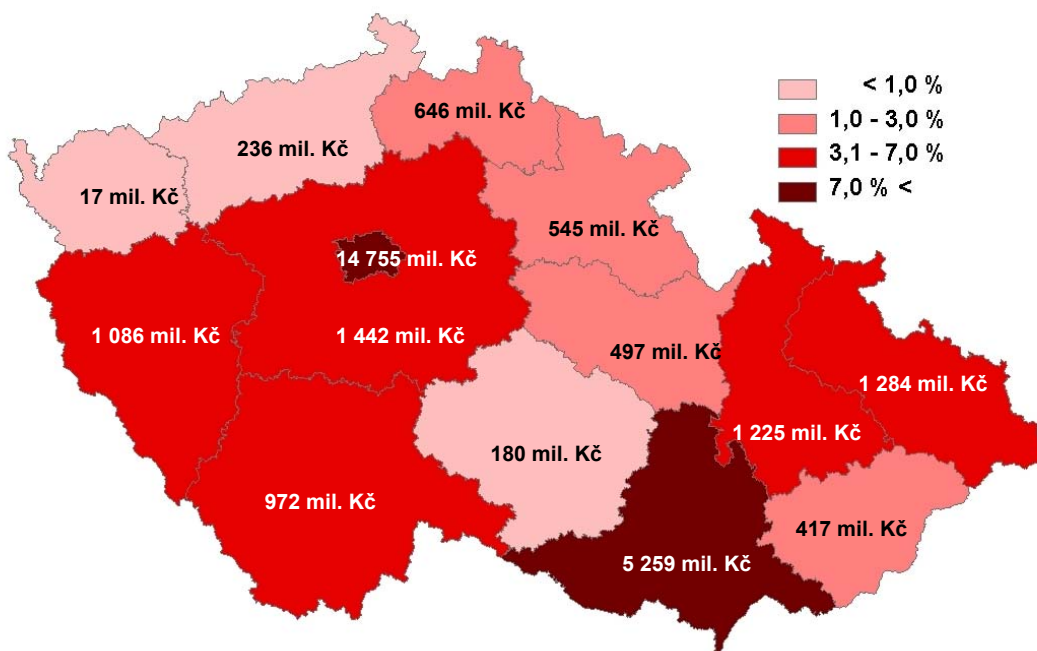 < 1,0 %
1,0 - 3,0 %
3,1 - 7,0 %
7,0 % <
646 mil. Kč
236 mil. Kč
17 mil. Kč
545 mil. Kč
14 755 mil. Kč
1 086 mil. Kč
1 442 mil. Kč
497 mil. Kč
1 284 mil. Kč
1 225 mil. Kč
180 mil. Kč
972 mil. Kč
417 mil. Kč
5 259 mil. Kč